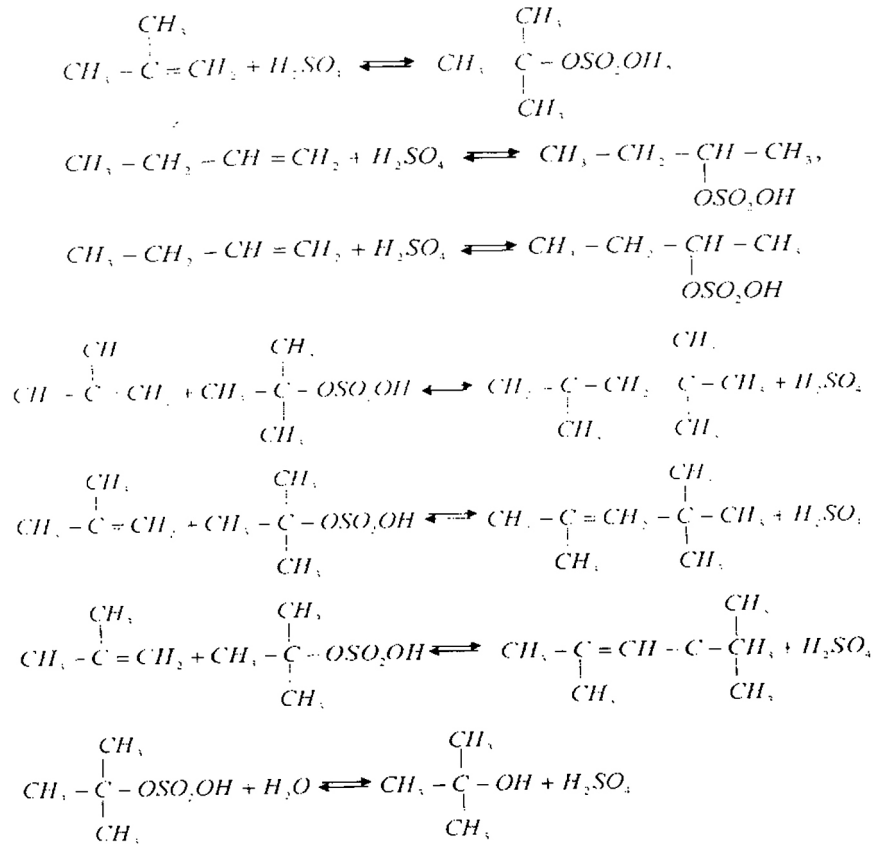 CH₃
CH₃
CH₃ – C = CH₂ + H₂SO₄ ⇌ CH₃ C – OSO₂OH,
CH₃
CH₃ – CH₂ – CH = CH₂ + H₂SO₄ ⇌ CH₃ – CH₂ – CH – CH₃,
OSO₂OH
CH₃ – CH₂ – CH = CH₂ + H₂SO₄ ⇌ CH₃ – CH₂ – CH – CH₃
OSO₂OH
CH CH₃
CH – C CH₂ + CH₃ – C – OSO₂OH ⇌ CH₃ – C – CH₂ C – CH₃ + H₂SO₄
CH₃ CH₃ CH₃
CH₃ CH₃ CH₃
CH₃ – C = CH₂ + CH₃ – C – OSO₂OH ⇌ CH₃ – C = CH₂ – C – CH₃ + H₂SO₄
CH₃ CH₃ CH₃
CH₃ CH₃ CH₃
CH₃ – C = CH₂ + CH₃ – C – OSO₂OH ⇌ CH₃ – C = CH – C – CH₃ + H₂SO₄
CH₃ CH₃ CH₃
CH₃ CH₃
CH₃ – C – OSO₂OH + H₂O ⇌ CH₃ – C – OH + H₂SO₄
CH₃ CH₃